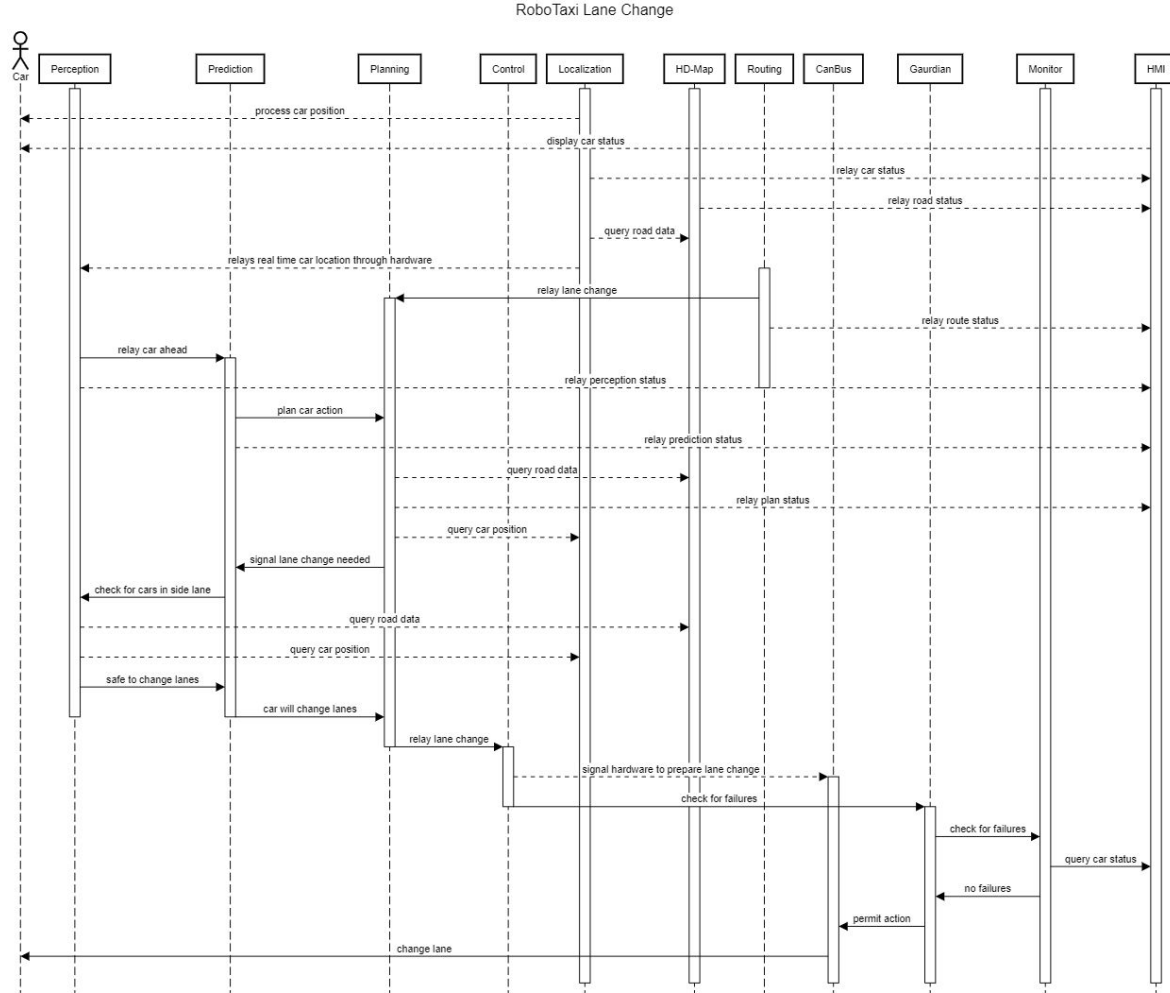 RoboTaxi Lane Change
Car
Perception
Prediction
Planning
Control
Localization
HD-Map
Routing
CanBus
Gaurdian
Monitor
HMI
process car position
display car status
relay car status
relay road status
query road data
relays real time car location through hardware
relay lane change
relay route status
relay car ahead
relay perception status
plan car action
relay prediction status
query road data
relay plan status
query car position
signal lane change needed
check for cars in side lane
query road data
query car position
safe to change lanes
car will change lanes
relay lane change
signal hardware to prepare lane change
check for failures
check for failures
query car status
no failures
permit action
change lane